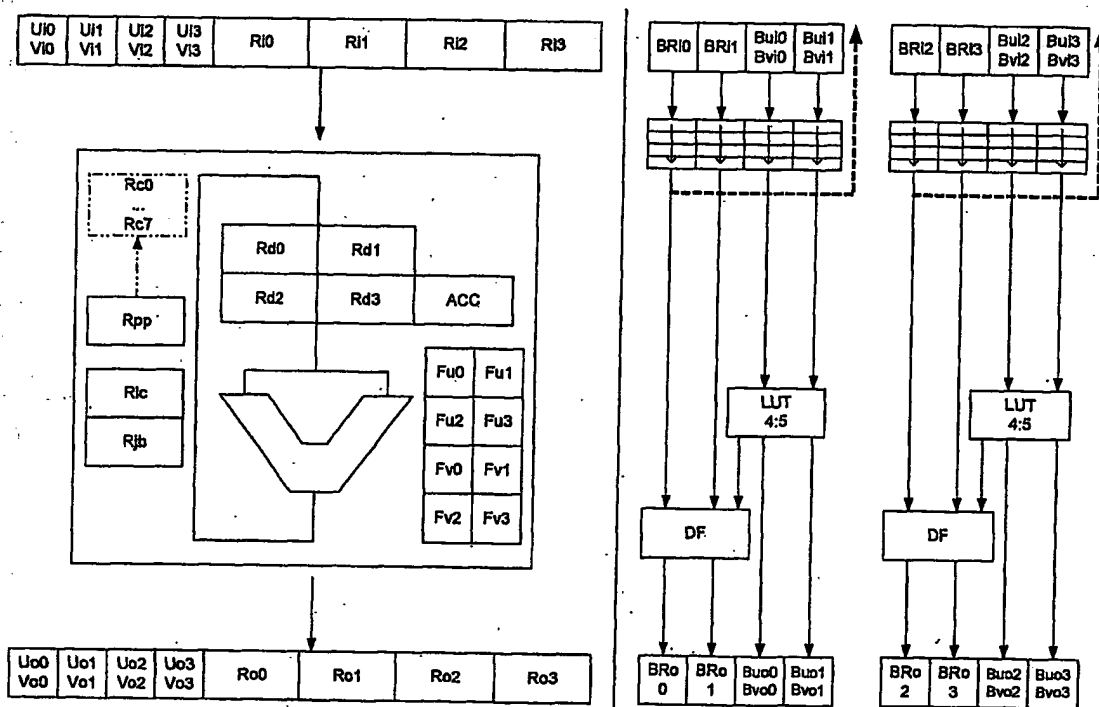 Ui0 Ui1 Ui2 Ui3
Vi0 Vi1 Vi2 Vi3
Ri0 Ri1 Ri2 Ri3
Rc0
...
Rc7
Rpp
Ric
Rjb
Rd0 Rd1
Rd2 Rd3 ACC
Fu0 Fu1
Fu2 Fu3
Fv0 Fv1
Fv2 Fv3
Uo0 Uo1 Uo2 Uo3
Vo0 Vo1 Vo2 Vo3
Ro0 Ro1 Ro2 Ro3
BRi0 BRi1
Bui0 Bui1
Bvi0 Bvi1
LUT
4:5
DF
BRo BRo
0 1
Buo0 Buo1
Bvo0 Bvo1
BRi2 BRi3
Bui2 Bui3
Bvi2 Bvi3
LUT
4:5
DF
BRo BRo
2 3
Buo2 Buo3
Bvo2 Bvo3